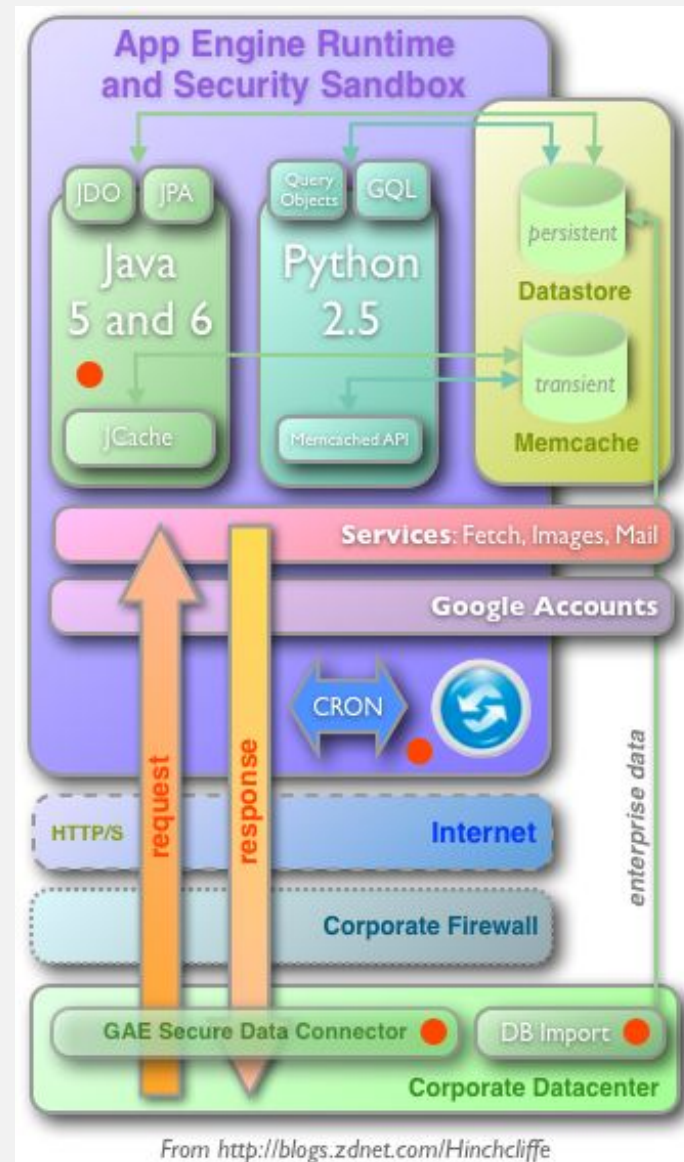 App Engine Runtime
and Security Sandbox
JDO
JPA
Query
Objects
GQL
persistent
Java
5 and 6
Python
2.5
Datastore
transient
JCache
Memcached API
Memcache
Services: Fetch, Images, Mail
Google Accounts
CRON
request
response
enterprise data
HTTP/S
Internet
Corporate Firewall
GAE Secure Data Connector
DB Import
Corporate Datacenter
From http://blogs.zdnet.com/Hinchcliffe